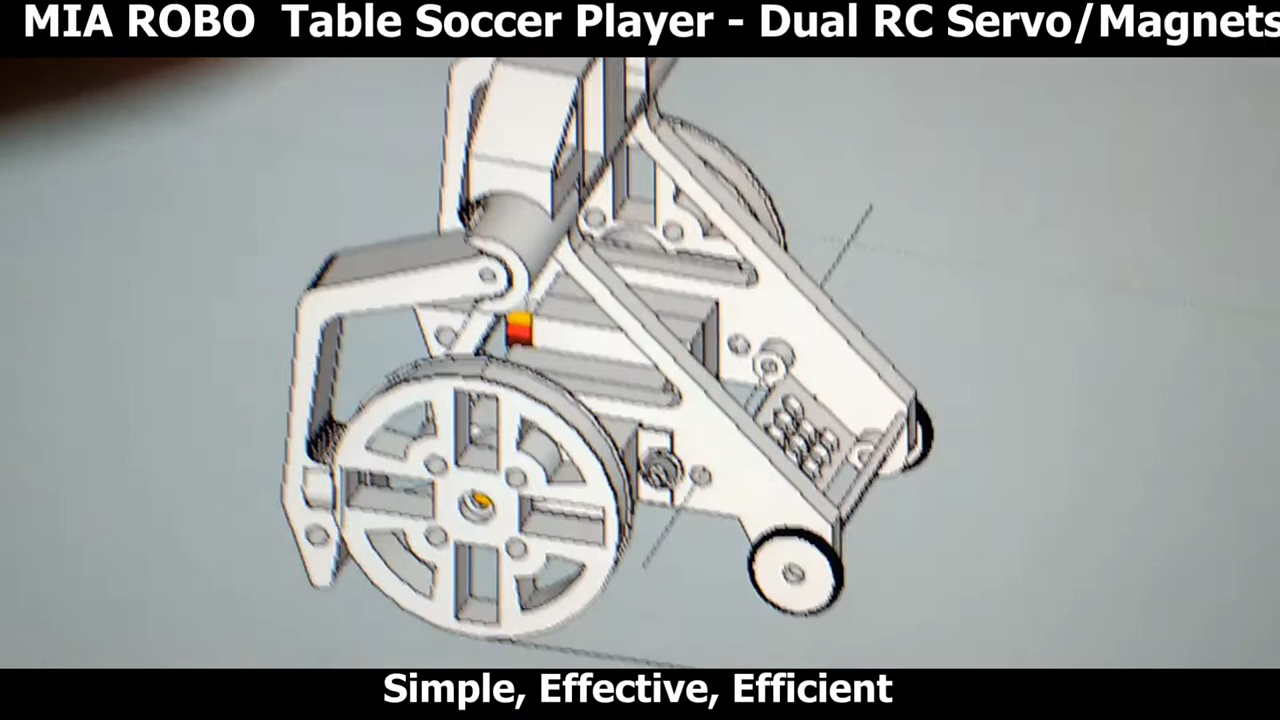 MIA ROBO Table Soccer Player - Dual RC Servo/Magnets
Simple, Effective, Efficient